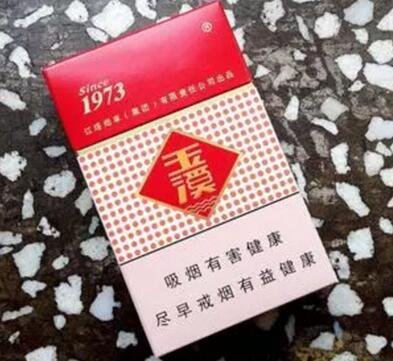 Since
1973
红塔烟草(集团)有限责任公司出品
®
玉溪
吸烟有害健康
尽早戒烟有益健康